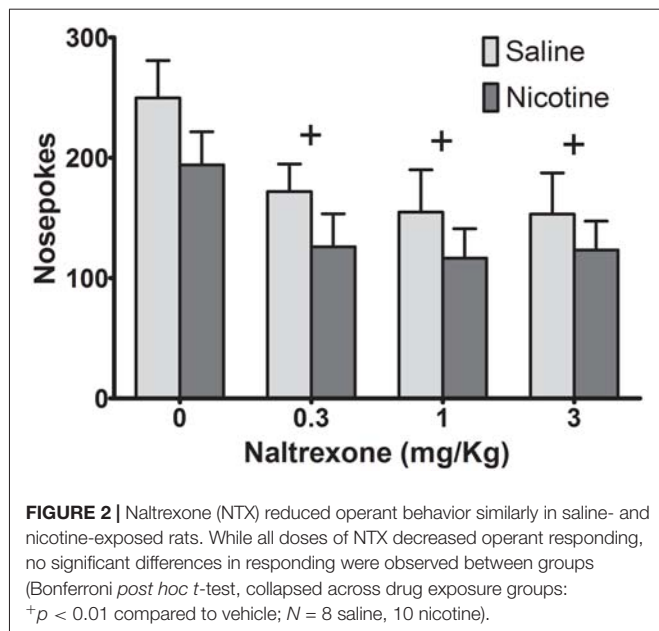 300
200
100
0
Nosepokes
Saline
Nicotine
+ + +
0 0.3 1 3
Naltrexone (mg/Kg)
FIGURE 2 | Naltrexone (NTX) reduced operant behavior similarly in saline- and
nicotine-exposed rats. While all doses of NTX decreased operant responding,
no significant differences in responding were observed between groups
(Bonferroni post hoc t-test, collapsed across drug exposure groups:
+p < 0.01 compared to vehicle; N = 8 saline, 10 nicotine).